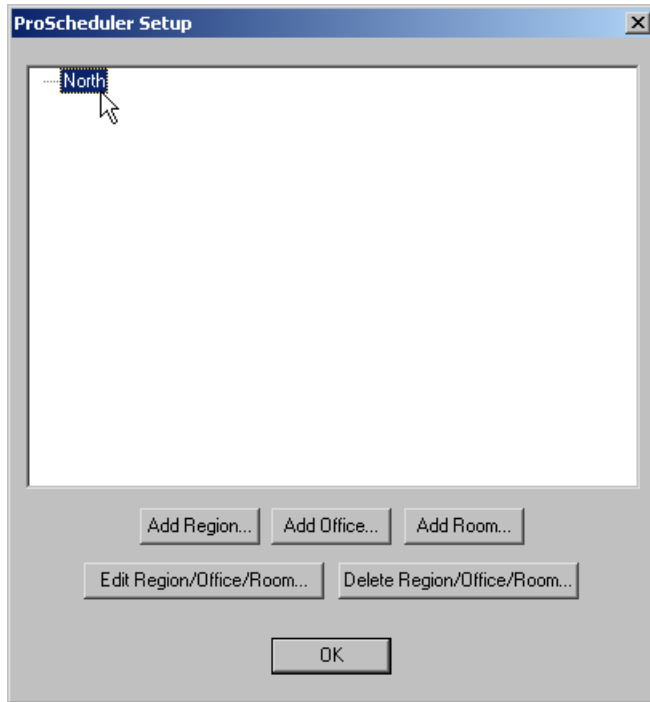 ProScheduler Setup
North
Add Region... Add Office... Add Room...
Edit Region/Office/Room... Delete Region/Office/Room...
OK